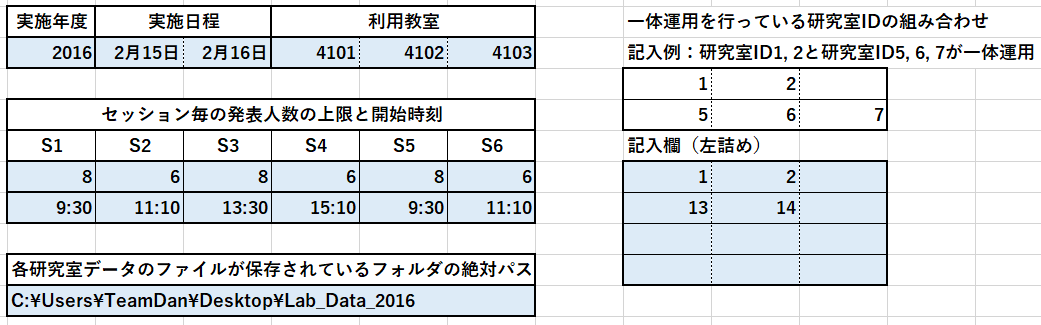 実施年度 実施日程 利用教室
2016 2月15日 2月16日 4101 4102 4103
セッション毎の発表人数の上限と開始時刻
S1 S2 S3 S4 S5 S6
8 6 8 6 8 6
9:30 11:10 13:30 15:10 9:30 11:10
各研究室データのファイルが保存されているフォルダの絶対パス
C:¥Users¥TeamDan¥Desktop¥Lab_Data_2016
一体運用を行っている研究室IDの組み合わせ
記入例：研究室ID1, 2と研究室ID5, 6, 7が一体運用
1 2
5 6 7
記入欄（左詰め）
1 2
13 14